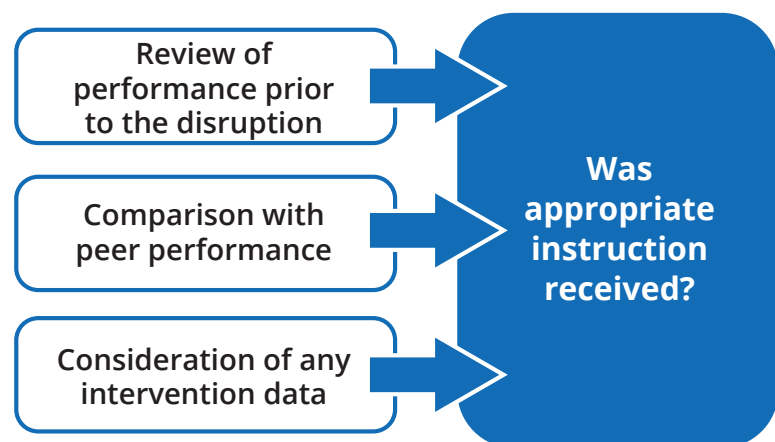 Review of
performance prior
to the disruption
Comparison with
peer performance
Consideration of any
intervention data
Was
appropriate
instruction
received?